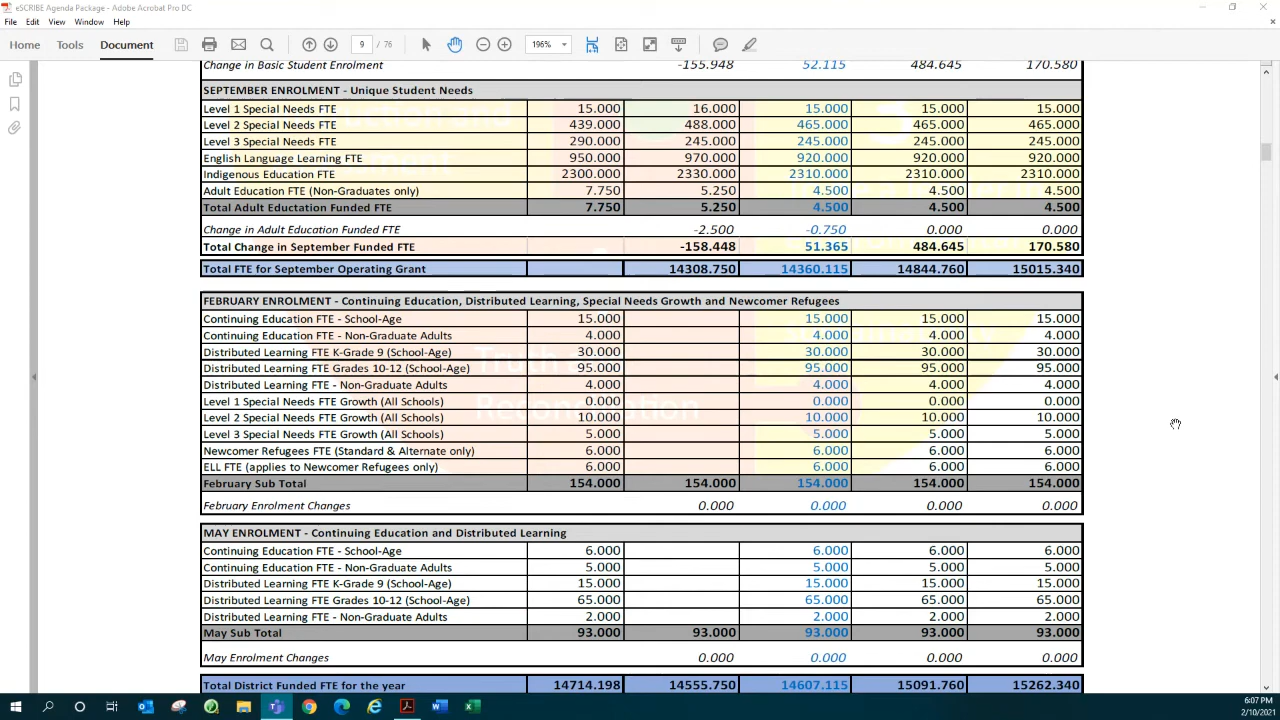 eSCRIBE Agenda Package - Adobe Acrobat Pro DC
File Edit View Window Help
Home Tools Document 9 / 76 196%
Change in Basic Student Enrolment -155.948 52.115 484.645 170.580
SEPTEMBER ENROLMENT - Unique Student Needs
Level 1 Special Needs FTE 15.000 16.000 15.000 15.000 15.000
Level 2 Special Needs FTE 439.000 488.000 465.000 465.000 465.000
Level 3 Special Needs FTE 290.000 245.000 245.000 245.000 245.000
English Language Learning FTE 950.000 970.000 920.000 920.000 920.000
Indigenous Education FTE 2300.000 2330.000 2310.000 2310.000 2310.000
Adult Education FTE (Non-Graduates only) 7.750 5.250 4.500 4.500 4.500
Total Adult Eductation Funded FTE 7.750 5.250 4.500 4.500 4.500
Change in Adult Education Funded FTE -2.500 -0.750 0.000 0.000
Total Change in September Funded FTE -158.448 51.365 484.645 170.580
Total FTE for September Operating Grant 14308.750 14360.115 14844.760 15015.340
FEBRUARY ENROLMENT - Continuing Education, Distributed Learning, Special Needs Growth and Newcomer Refugees
Continuing Education FTE - School-Age 15.000 15.000 15.000 15.000
Continuing Education FTE - Non-Graduate Adults 4.000 4.000 4.000 4.000
Distributed Learning FTE K-Grade 9 (School-Age) 30.000 30.000 30.000 30.000
Distributed Learning FTE Grades 10-12 (School-Age) 95.000 95.000 95.000 95.000
Distributed Learning FTE - Non-Graduate Adults 4.000 4.000 4.000 4.000
Level 1 Special Needs FTE Growth (All Schools) 0.000 0.000 0.000 0.000
Level 2 Special Needs FTE Growth (All Schools) 10.000 10.000 10.000 10.000
Level 3 Special Needs FTE Growth (All Schools) 5.000 5.000 5.000 5.000
Newcomer Refugees FTE (Standard & Alternate only) 6.000 6.000 6.000 6.000
ELL FTE (applies to Newcomer Refugees only) 6.000 6.000 6.000 6.000
February Sub Total 154.000 154.000 154.000 154.000 154.000
February Enrolment Changes 0.000 0.000 0.000 0.000
MAY ENROLMENT - Continuing Education and Distributed Learning
Continuing Education FTE - School-Age 6.000 6.000 6.000 6.000
Continuing Education FTE - Non-Graduate Adults 5.000 5.000 5.000 5.000
Distributed Learning FTE K-Grade 9 (School-Age) 15.000 15.000 15.000 15.000
Distributed Learning FTE Grades 10-12 (School-Age) 65.000 65.000 65.000 65.000
Distributed Learning FTE - Non-Graduate Adults 2.000 2.000 2.000 2.000
May Sub Total 93.000 93.000 93.000 93.000 93.000
May Enrolment Changes 0.000 0.000 0.000 0.000
Total District Funded FTE for the year 14714.198 14555.750 14607.115 15091.760 15262.340
6:07 PM
2/10/2021